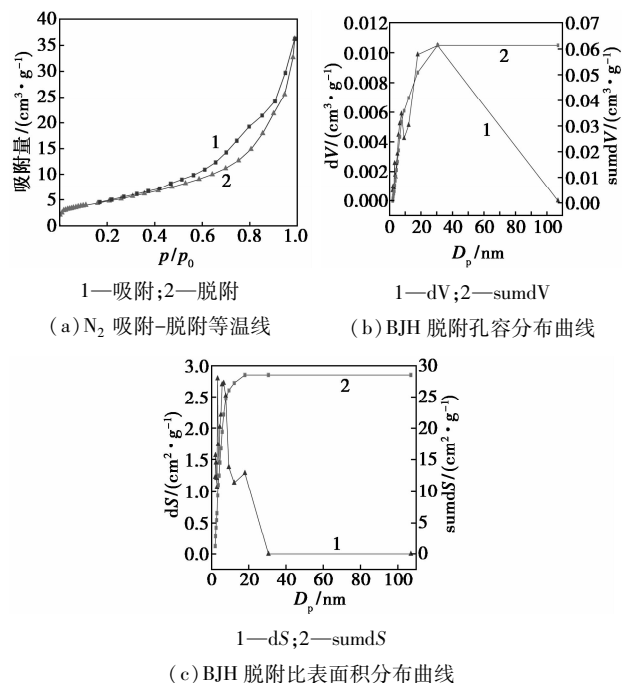 40
35
30
25
20
15
10
5
0
吸附量/(cm³·g⁻¹)
1
2
0.2 0.4 0.6 0.8 1.0
p/p₀
1—吸附;2—脱附
(a)N₂ 吸附-脱附等温线
0.012
0.010
0.008
0.006
0.004
0.002
0.000
dV/(cm³·g⁻¹)
2
1
0.07
0.06
0.05
0.04
0.03
0.02
0.01
0.00
sumdV/(cm³·g⁻¹)
0 20 40 60 80 100
Dₚ/nm
1—dV;2—sumdV
(b)BJH 脱附孔容分布曲线
3.0
2.5
2.0
1.5
1.0
0.5
0.0
dS/(cm²·g⁻¹)
2
1
30
25
20
15
10
5
0
sumdS/(cm²·g⁻¹)
0 20 40 60 80 100
Dₚ/nm
1—dS;2—sumdS
(c)BJH 脱附比表面积分布曲线